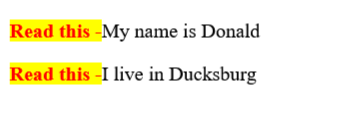 Read this -My name is Donald
Read this -I live in Ducksburg